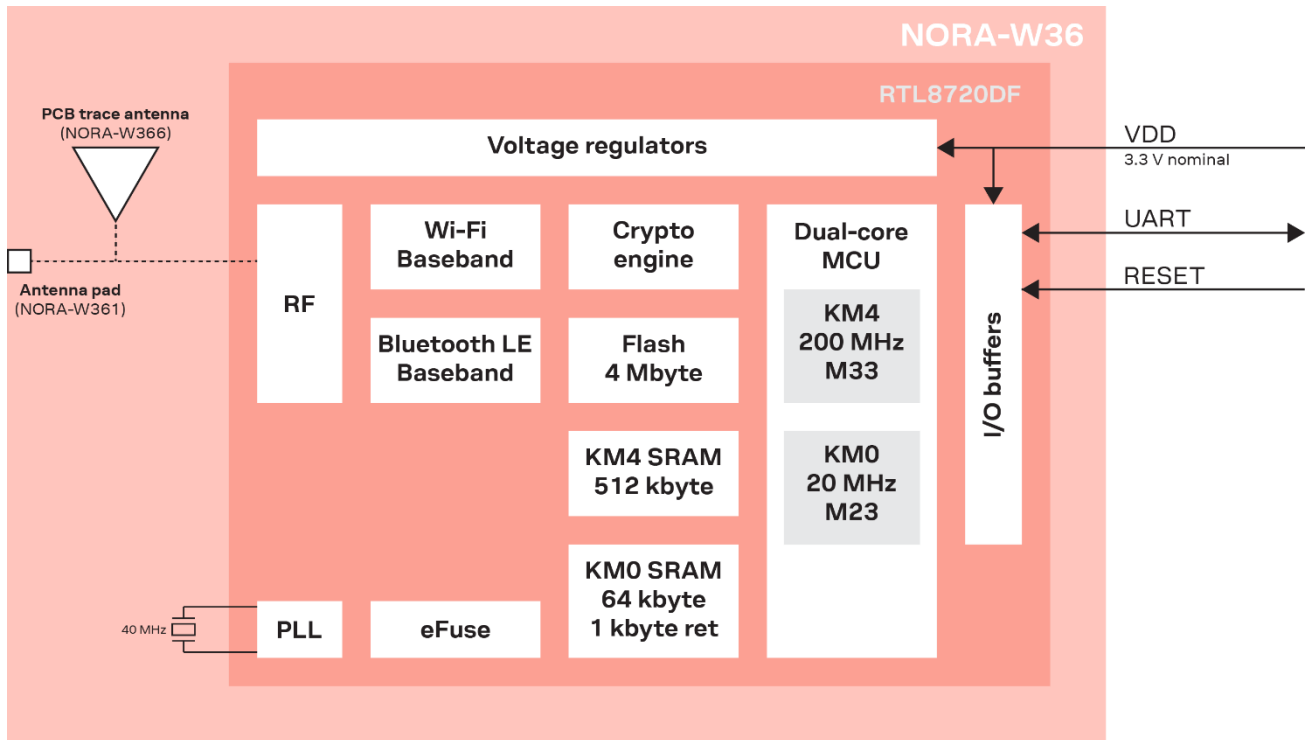 NORA-W36
RTL8720DF
PCB trace antenna
(NORA-W366)
Voltage regulators
VDD
3.3 V nominal
Antenna pad
(NORA-W361)
RF
Wi-Fi
Baseband
Crypto
engine
Dual-core
MCU
KM4
200 MHz
M33
KM0
20 MHz
M23
I/O buffers
UART
RESET
Bluetooth LE
Baseband
Flash
4 Mbyte
KM4 SRAM
512 kbyte
KM0 SRAM
64 kbyte
1 kbyte ret
40 MHz
PLL
eFuse